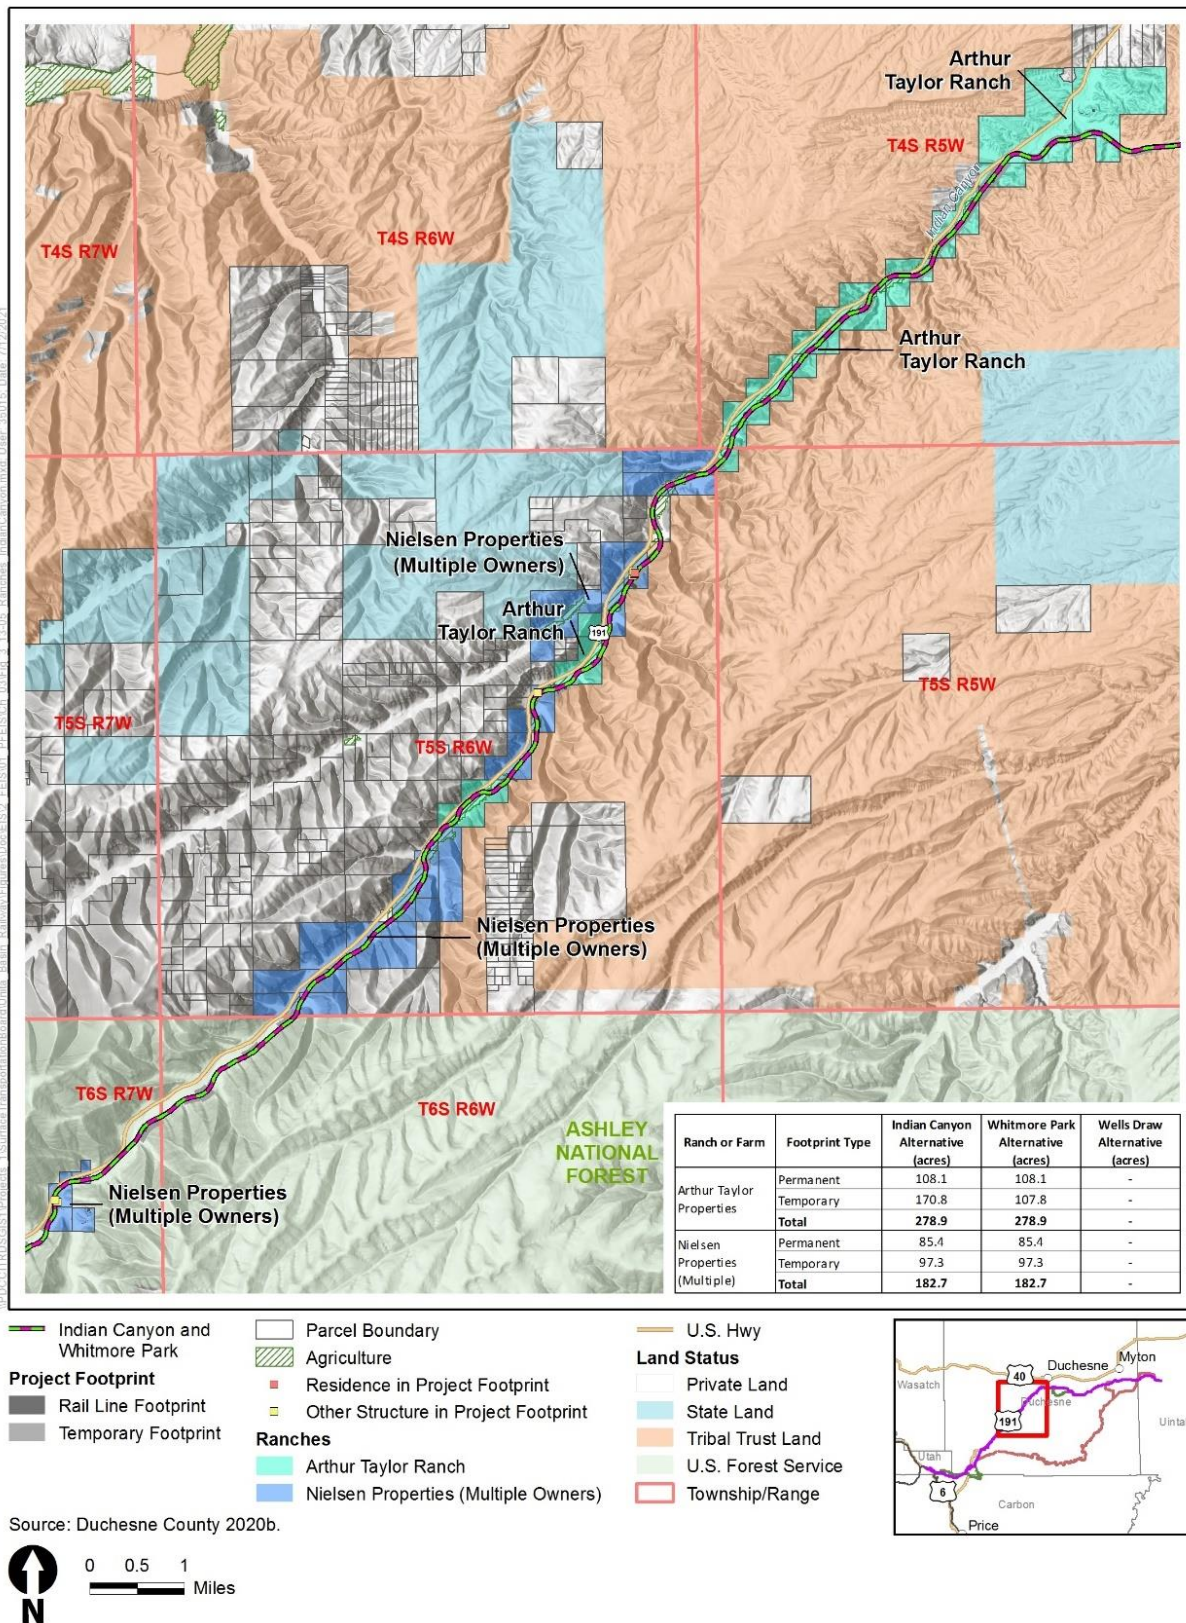 Arthur
Taylor Ranch
T4S R5W
Indian Canyon
T4S R7W
T4S R6W
Arthur
Taylor Ranch
Nielsen Properties
(Multiple Owners)
Arthur
Taylor Ranch
191
T5S R5W
T5S R7W
T5S R6W
Nielsen Properties
(Multiple Owners)
T6S R7W
T6S R6W
ASHLEY
NATIONAL
FOREST
Nielsen Properties
(Multiple Owners)
Ranch or Farm Footprint Type Indian Canyon Alternative (acres) Whitmore Park Alternative (acres) Wells Draw Alternative (acres)
Arthur Taylor Properties
Permanent 108.1 108.1 -
Temporary 170.8 107.8 -
Total 278.9 278.9 -
Nielsen Properties (Multiple)
Permanent 85.4 85.4 -
Temporary 97.3 97.3 -
Total 182.7 182.7 -
Indian Canyon and
Whitmore Park
Project Footprint
Rail Line Footprint
Temporary Footprint
Parcel Boundary
Agriculture
Residence in Project Footprint
Other Structure in Project Footprint
Ranches
Arthur Taylor Ranch
Nielsen Properties (Multiple Owners)
U.S. Hwy
Land Status
Private Land
State Land
Tribal Trust Land
U.S. Forest Service
Township/Range
Wasatch
40
Duchesne
Myton
Duchesne
191
Uinta
Utah
6
Carbon
Price
Source: Duchesne County 2020b.
N
0 0.5 1
Miles